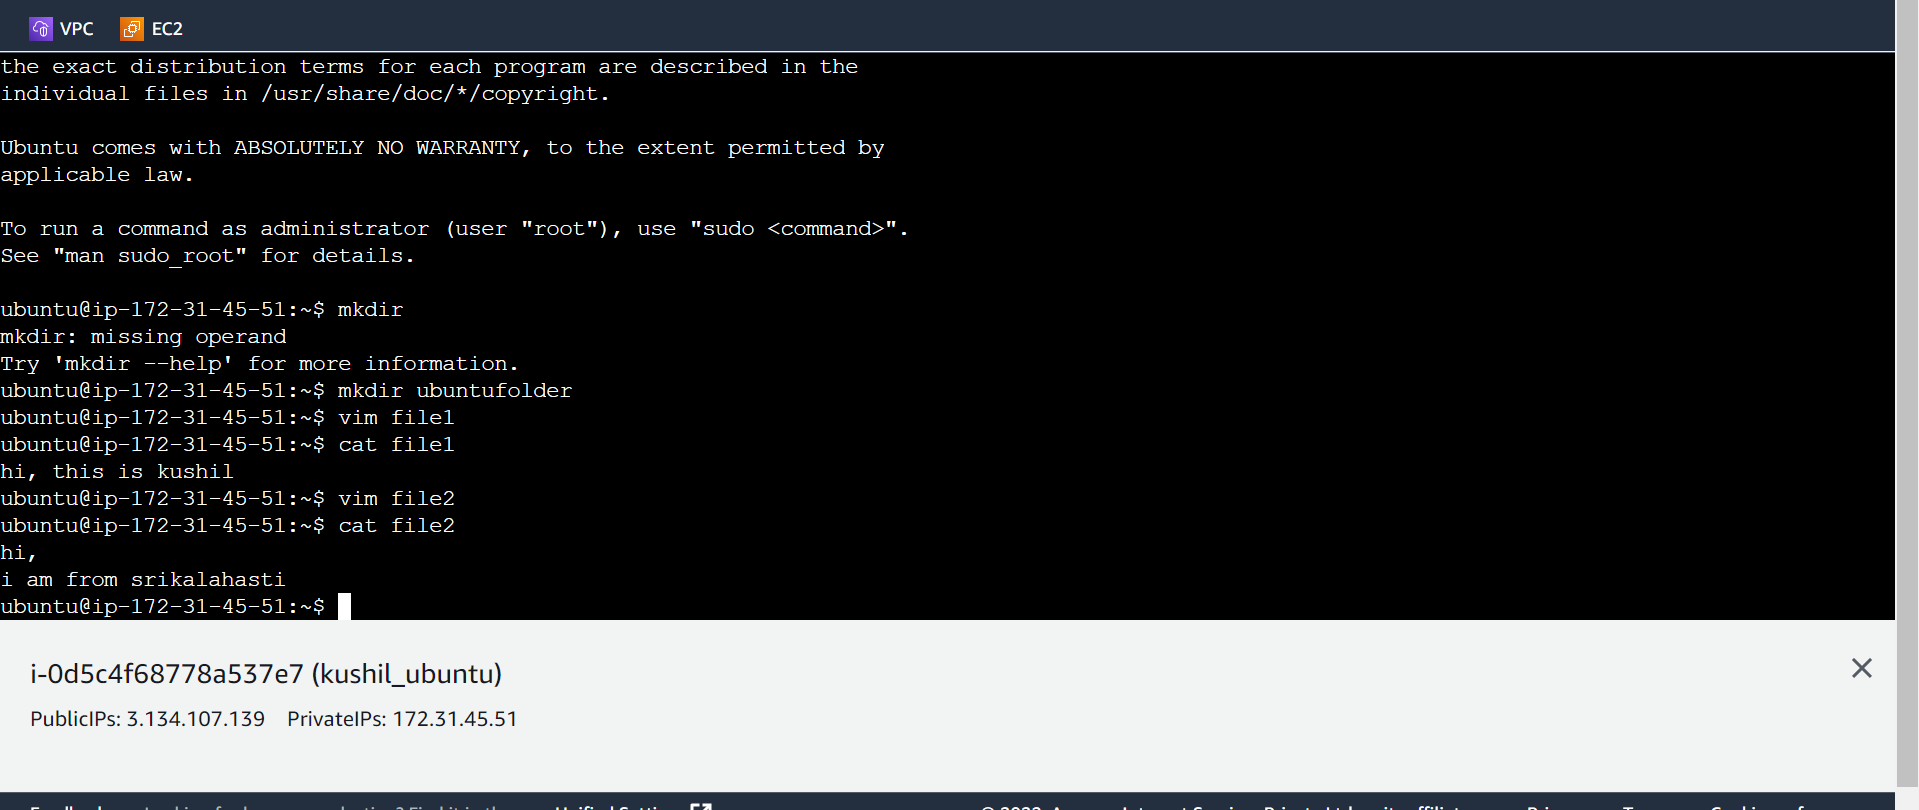 VPC EC2
the exact distribution terms for each program are described in the
individual files in /usr/share/doc/*/copyright.
Ubuntu comes with ABSOLUTELY NO WARRANTY, to the extent permitted by
applicable law.
To run a command as administrator (user "root"), use "sudo <command>".
See "man sudo_root" for details.
ubuntu@ip-172-31-45-51:~$ mkdir
mkdir: missing operand
Try 'mkdir --help' for more information.
ubuntu@ip-172-31-45-51:~$ mkdir ubuntufolder
ubuntu@ip-172-31-45-51:~$ vim file1
ubuntu@ip-172-31-45-51:~$ cat file1
hi, this is kushil
ubuntu@ip-172-31-45-51:~$ vim file2
ubuntu@ip-172-31-45-51:~$ cat file2
hi,
i am from srikalahasti
ubuntu@ip-172-31-45-51:~$
i-0d5c4f68778a537e7 (kushil_ubuntu)
PublicIPs: 3.134.107.139 PrivateIPs: 172.31.45.51